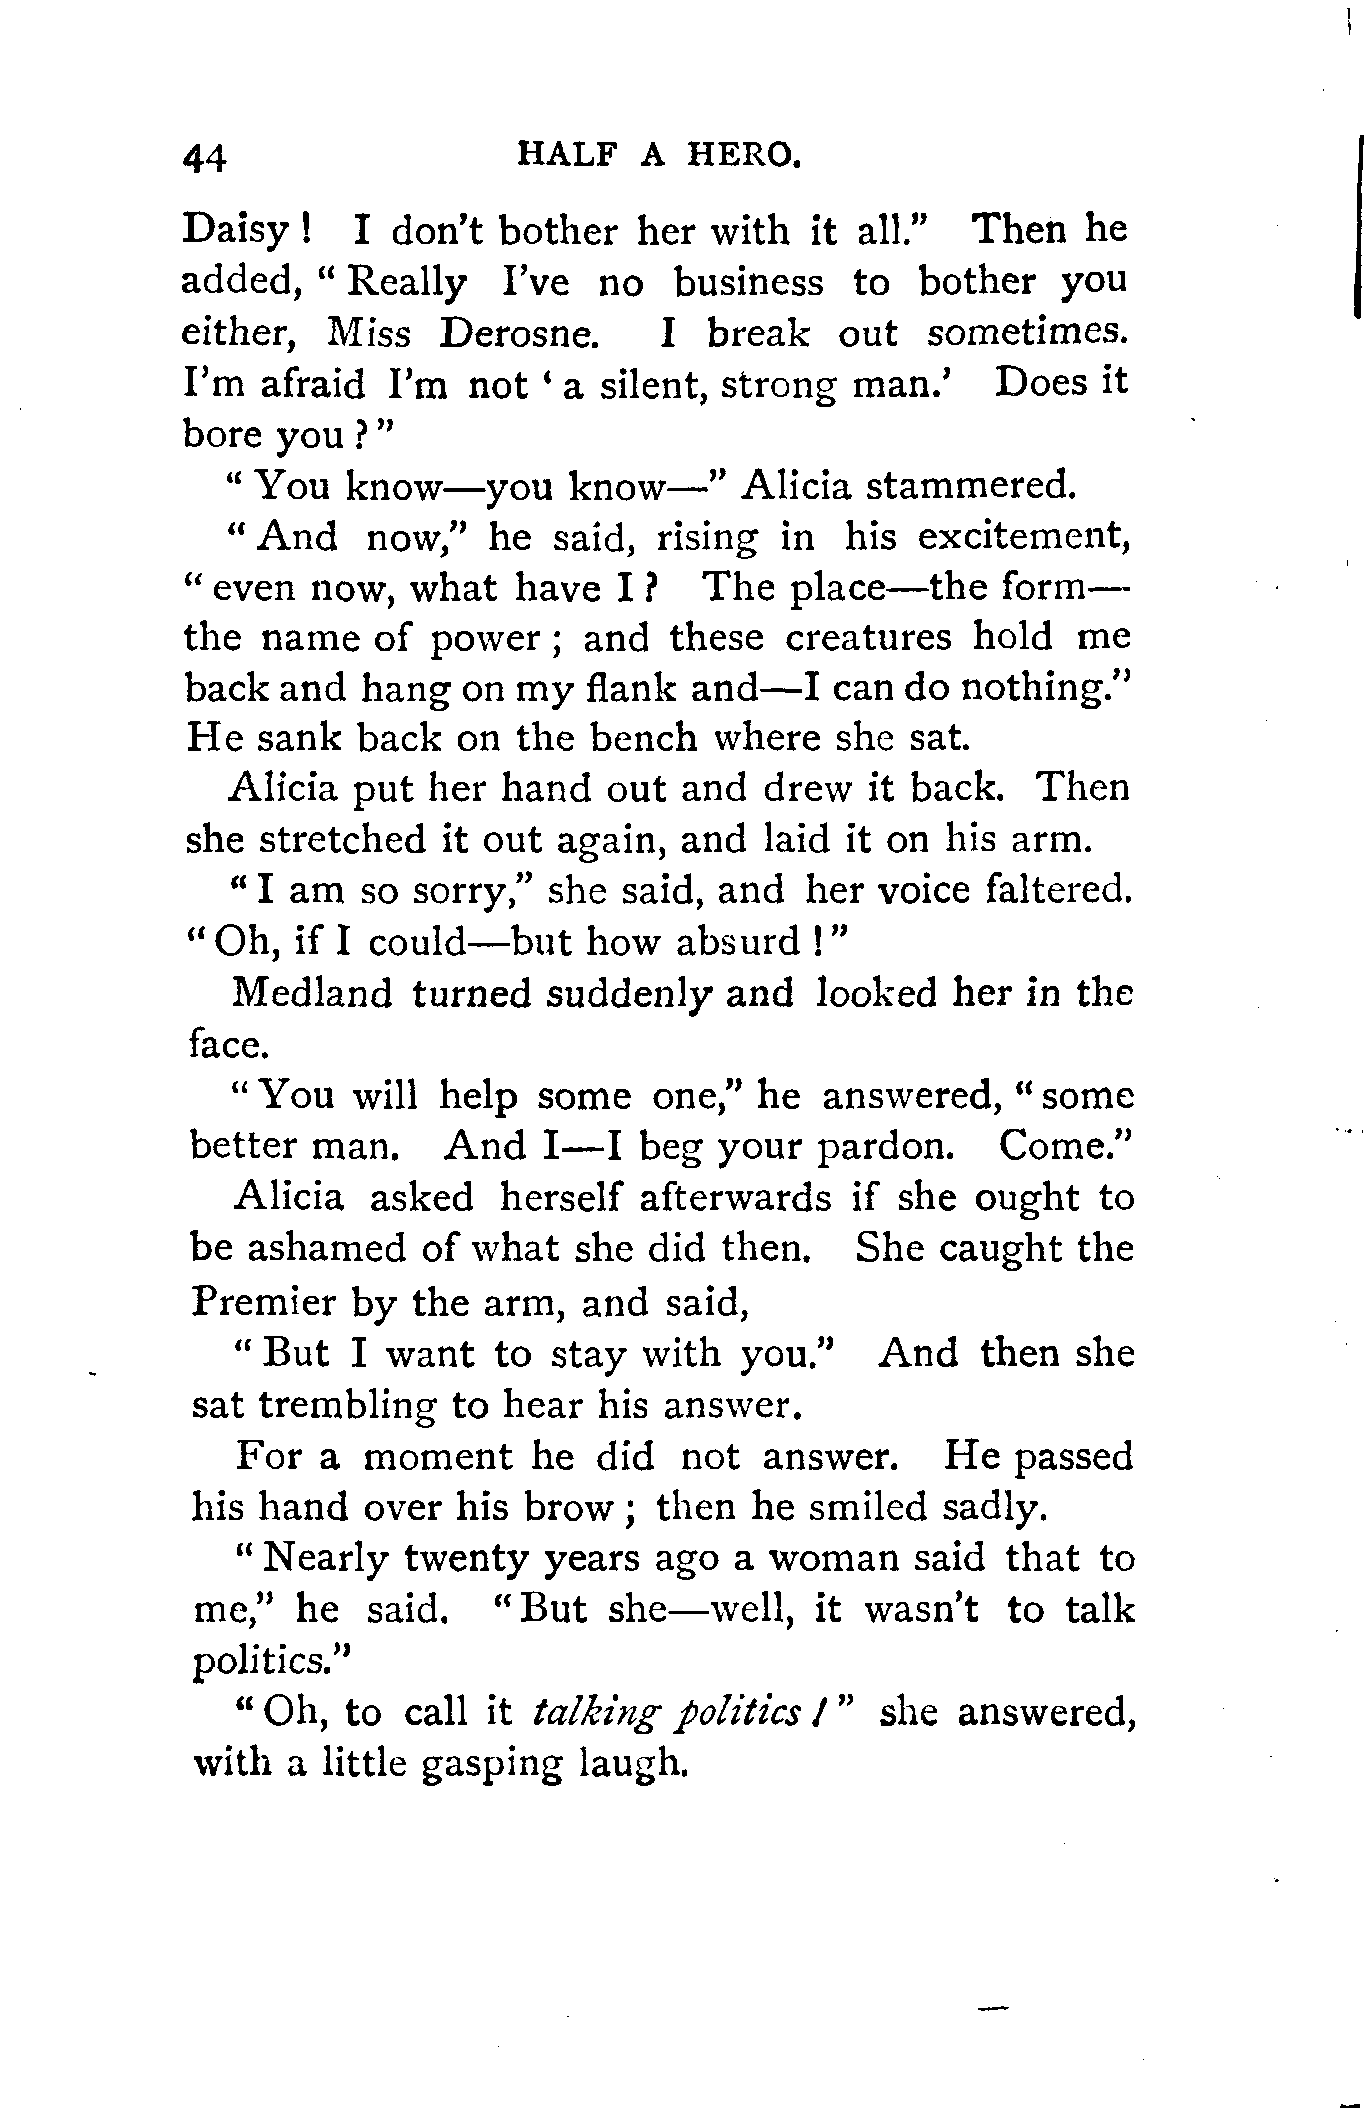 44 HALF A HERO.
Daisy ! I don't bother her with it all.” Then he
added, “ Really I've no business to bother you
either, Miss Derosne. I break out sometimes.
I'm afraid I'm not ‘ a silent, strong man.’ Does it
bore you ? ”
“ You know—you know—” Alicia stammered.
“ And now,” he said, rising in his excitement,
“ even now, what have I ? The place—the form—
the name of power ; and these creatures hold me
back and hang on my flank and—I can do nothing.”
He sank back on the bench where she sat.
Alicia put her hand out and drew it back. Then
she stretched it out again, and laid it on his arm.
“ I am so sorry,” she said, and her voice faltered.
“ Oh, if I could—but how absurd ! ”
Medland turned suddenly and looked her in the
face.
“ You will help some one,” he answered, “ some
better man. And I—I beg your pardon. Come.”
Alicia asked herself afterwards if she ought to
be ashamed of what she did then. She caught the
Premier by the arm, and said,
“ But I want to stay with you.” And then she
sat trembling to hear his answer.
For a moment he did not answer. He passed
his hand over his brow ; then he smiled sadly.
“ Nearly twenty years ago a woman said that to
me,” he said. “ But she—well, it wasn't to talk
politics.”
“ Oh, to call it talking politics ! ” she answered,
with a little gasping laugh.